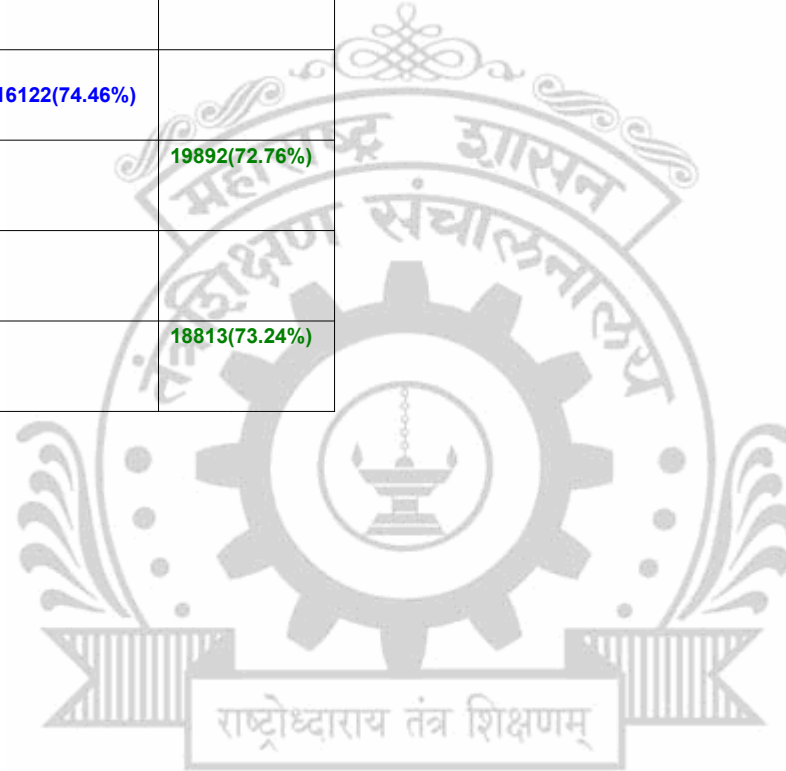 16122(74.46%)
19892(72.76%)
18813(73.24%)
महाराष्ट्र शासन
तंत्रशिक्षण संचालनालय
राष्ट्रोध्दाराय तंत्र शिक्षणम्